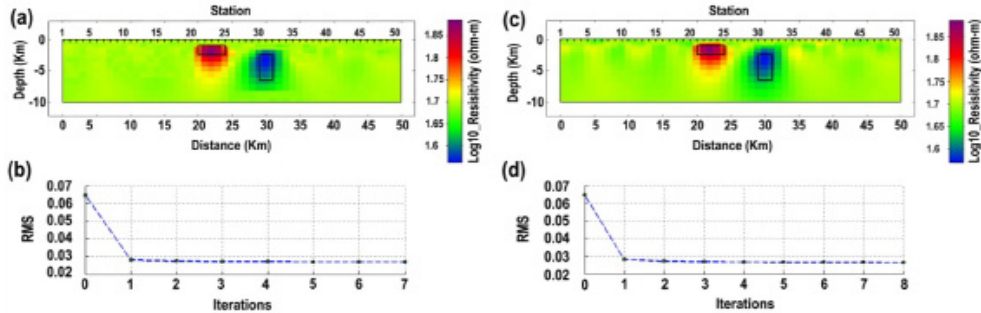 (a)
Station
1 5 10 15 20 25 30 35 40 45 50
Depth (Km)
0
-5
-10
0 5 10 15 20 25 30 35 40 45 50
Distance (Km)
1.85
1.8
1.75
1.7
1.65
1.6
Log10_Resisitivity (ohm-m)
(c)
Station
1 5 10 15 20 25 30 35 40 45 50
Depth (Km)
0
-5
-10
0 5 10 15 20 25 30 35 40 45 50
Distance (Km)
1.85
1.8
1.75
1.7
1.65
1.6
Log10_Resisitivity (ohm-m)
(b)
RMS
0.07
0.06
0.05
0.04
0.03
0.02
0 1 2 3 4 5 6 7
Iterations
(d)
RMS
0.07
0.06
0.05
0.04
0.03
0.02
0 1 2 3 4 5 6 7 8
Iterations